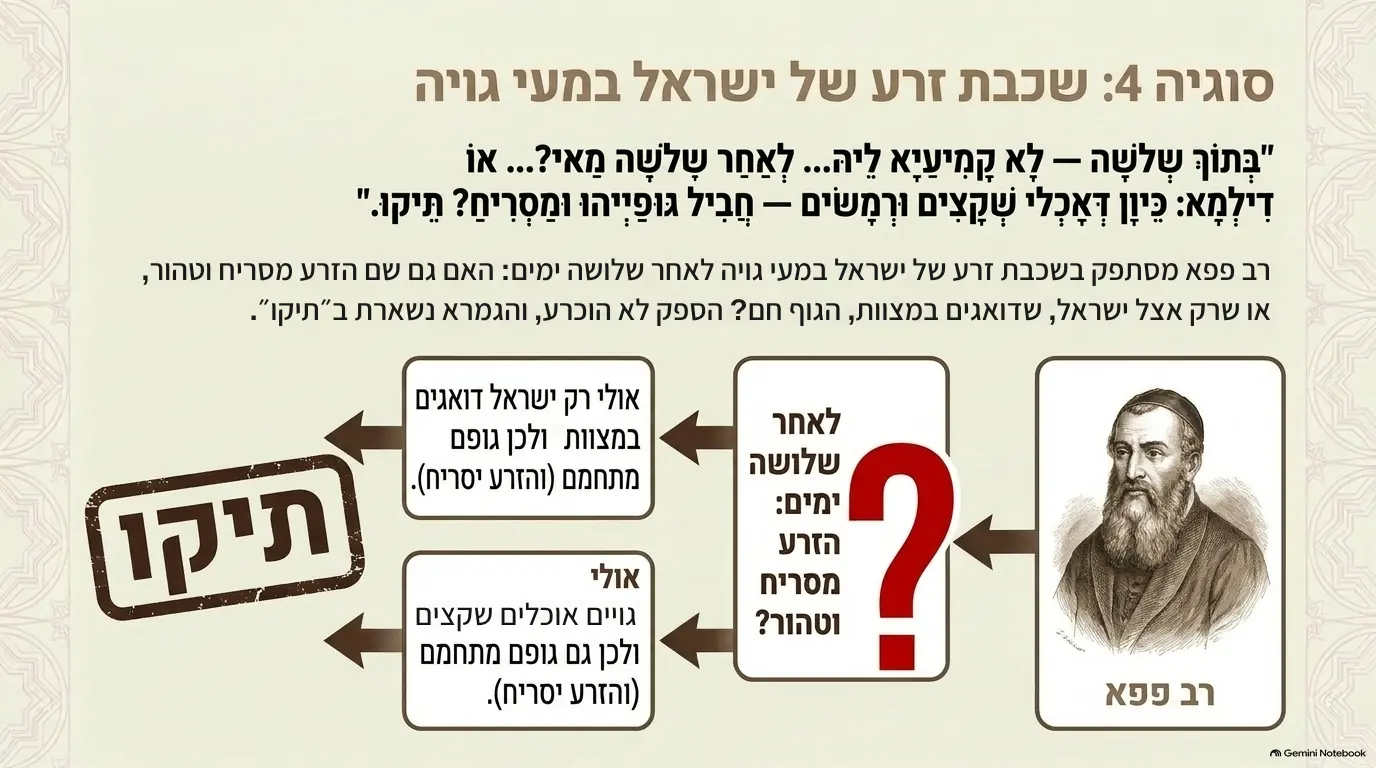 סוגיה 4: שכבת זרע של ישראל במעי גויה
"בְּתוֹךְ שְׁלֹשָׁה — לָא קָמִיעַיָא לֵיהּ... לְאַחַר שָׁלֹשָׁה מַאי?... אוֹ
דִילְמָא: כֵּיוָן דְּאָכְלִי שְׁקָצִים וּרְמָשִׂים — חֲבִיל גּוּפַיְיהוּ וּמַסְרִיחַ? תֵּיקוּ."
רב פפא מסתפק בשכבת זרע של ישראל במעי גויה לאחר שלושה ימים: האם גם שם הזרע מסריח וטהור,
או שרק אצל ישראל, שדואגים במצוות, הגוף חם? הספק לא הוכרע, והגמרא נשארת ב״תיקו״.
רב פפא
לאחר
שלושה
ימים:
הזרע
מסריח
וטהור?
?
אולי רק ישראל דואגים
במצוות ולכן גופם
מתחמם (והזרע יסריח).
אולי
גויים אוכלים שקצים
ולכן גם גופם מתחמם
(והזרע יסריח).
תיקו
Gemini Notebook